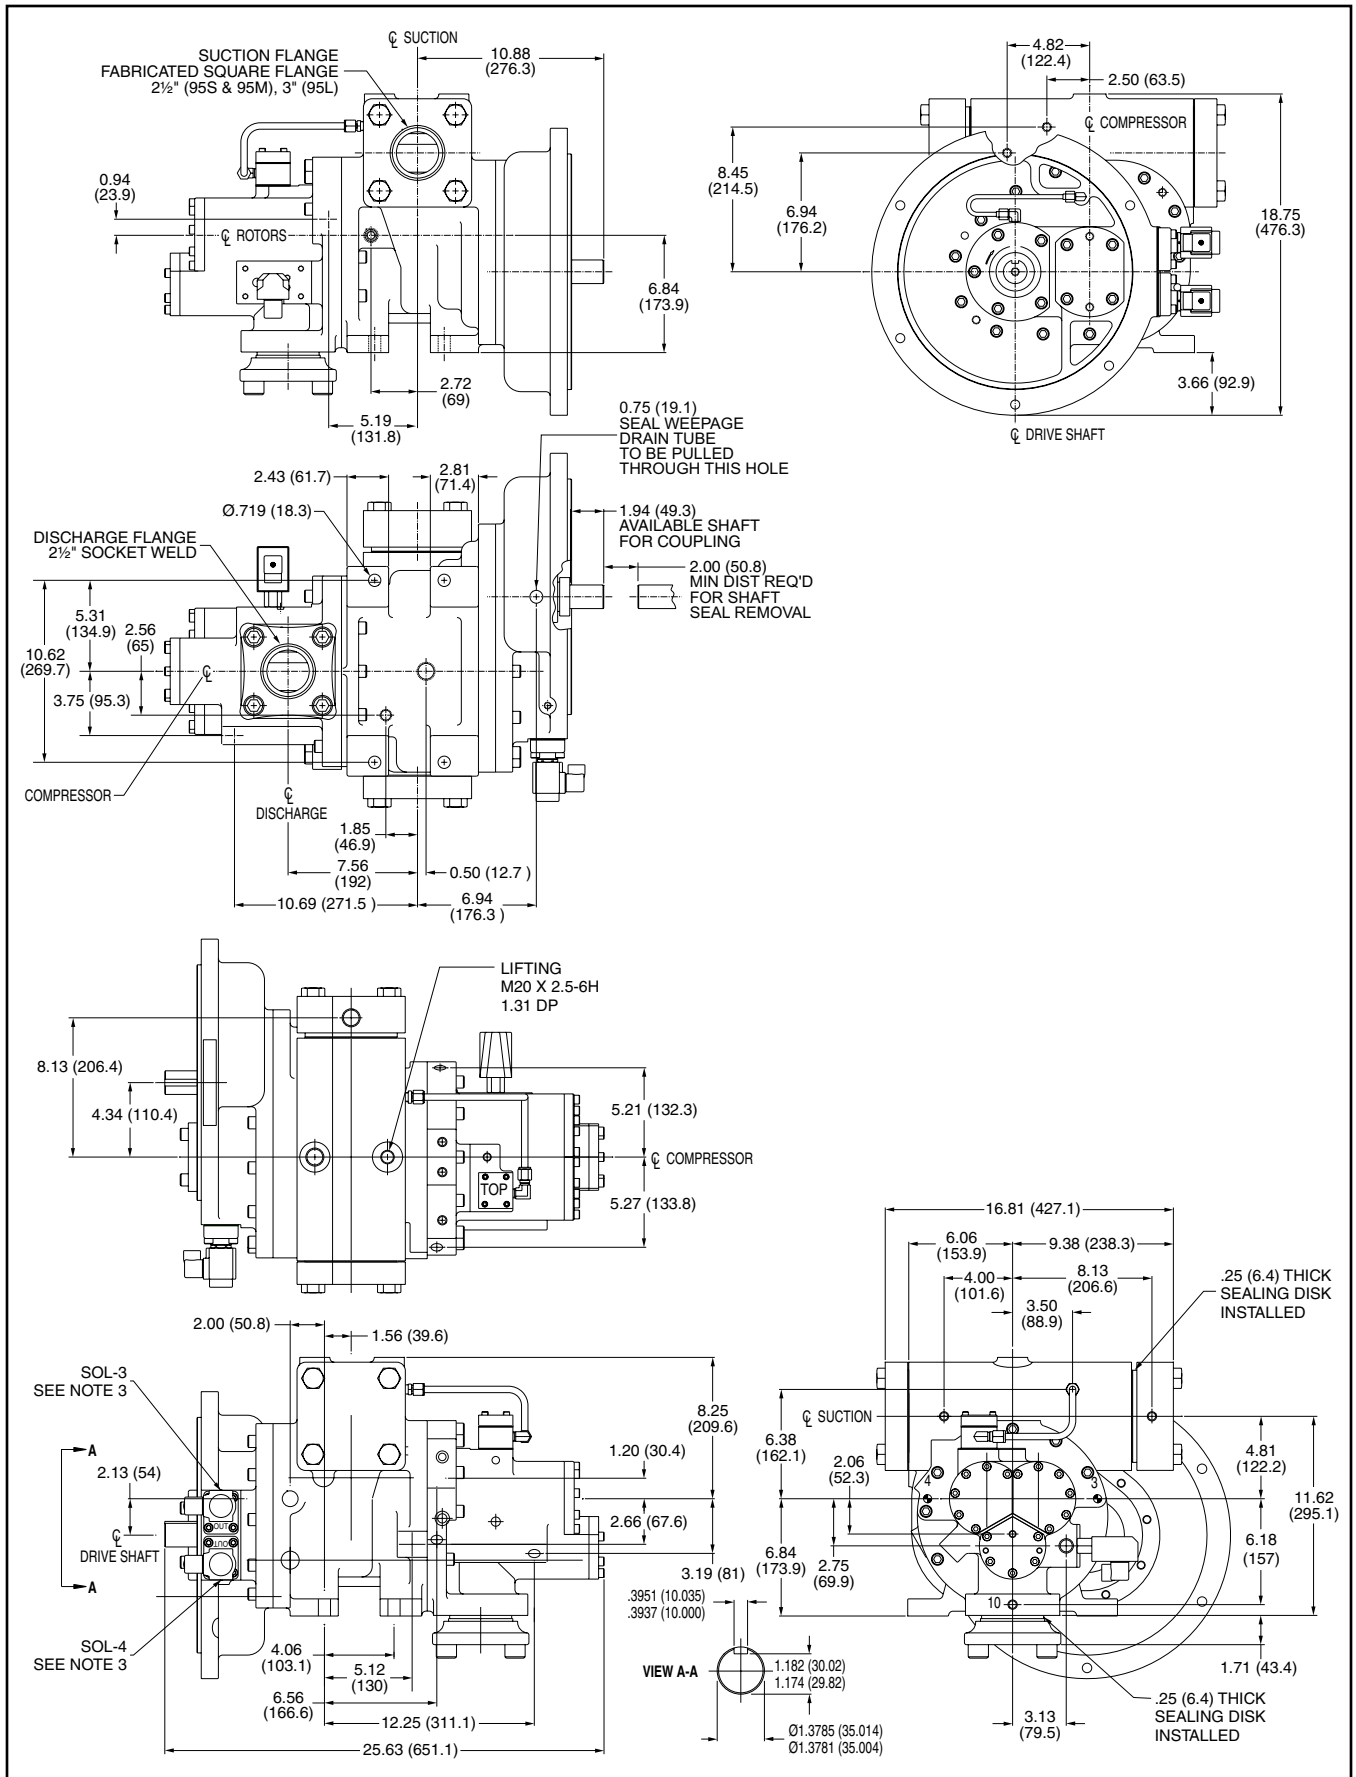 ℄ SUCTION
SUCTION FLANGE
FABRICATED SQUARE FLANGE
2½" (95S & 95M), 3" (95L)
10.88
(276.3)
0.94
(23.9)
℄ ROTORS
6.84
(173.9)
2.72
(69)
5.19
(131.8)
4.82
(122.4)
2.50 (63.5)
℄ COMPRESSOR
8.45
(214.5)
6.94
(176.2)
18.75
(476.3)
3.66 (92.9)
℄ DRIVE SHAFT
0.75 (19.1)
SEAL WEEPAGE
DRAIN TUBE
TO BE PULLED
THROUGH THIS HOLE
2.43 (61.7)
2.81
(71.4)
Ø.719 (18.3)
1.94 (49.3)
AVAILABLE SHAFT
FOR COUPLING
DISCHARGE FLANGE
2½" SOCKET WELD
2.00 (50.8)
MIN DIST REQ'D
FOR SHAFT
SEAL REMOVAL
5.31
(134.9)
2.56
(65)
10.62
(269.7)
3.75 (95.3)
℄
COMPRESSOR
℄
DISCHARGE
1.85
(46.9)
7.56
(192)
0.50 (12.7 )
10.69 (271.5 )
6.94
(176.3 )
LIFTING
M20 X 2.5-6H
1.31 DP
8.13 (206.4)
4.34 (110.4)
5.21 (132.3)
℄ COMPRESSOR
TOP
5.27 (133.8)
2.00 (50.8)
1.56 (39.6)
SOL-3
SEE NOTE 3
8.25
(209.6)
A
1.20 (30.4)
2.13 (54)
OUT
OUT
℄
DRIVE SHAFT
2.66 (67.6)
A
3.19 (81)
SOL-4
SEE NOTE 3
4.06
(103.1)
5.12
(130)
6.56
(166.6)
12.25 (311.1)
25.63 (651.1)
.3951 (10.035)
.3937 (10.000)
VIEW A-A
1.182 (30.02)
1.174 (29.82)
Ø1.3785 (35.014)
Ø1.3781 (35.004)
16.81 (427.1)
6.06
(153.9)
9.38 (238.3)
4.00
(101.6)
8.13
(206.6)
3.50
(88.9)
.25 (6.4) THICK
SEALING DISK
INSTALLED
℄ SUCTION
6.38
(162.1)
2.06
(52.3)
4
3
4.81
(122.2)
11.62
(295.1)
6.84
(173.9)
2.75
(69.9)
6.18
(157)
10
1.71 (43.4)
3.13
(79.5)
.25 (6.4) THICK
SEALING DISK
INSTALLED